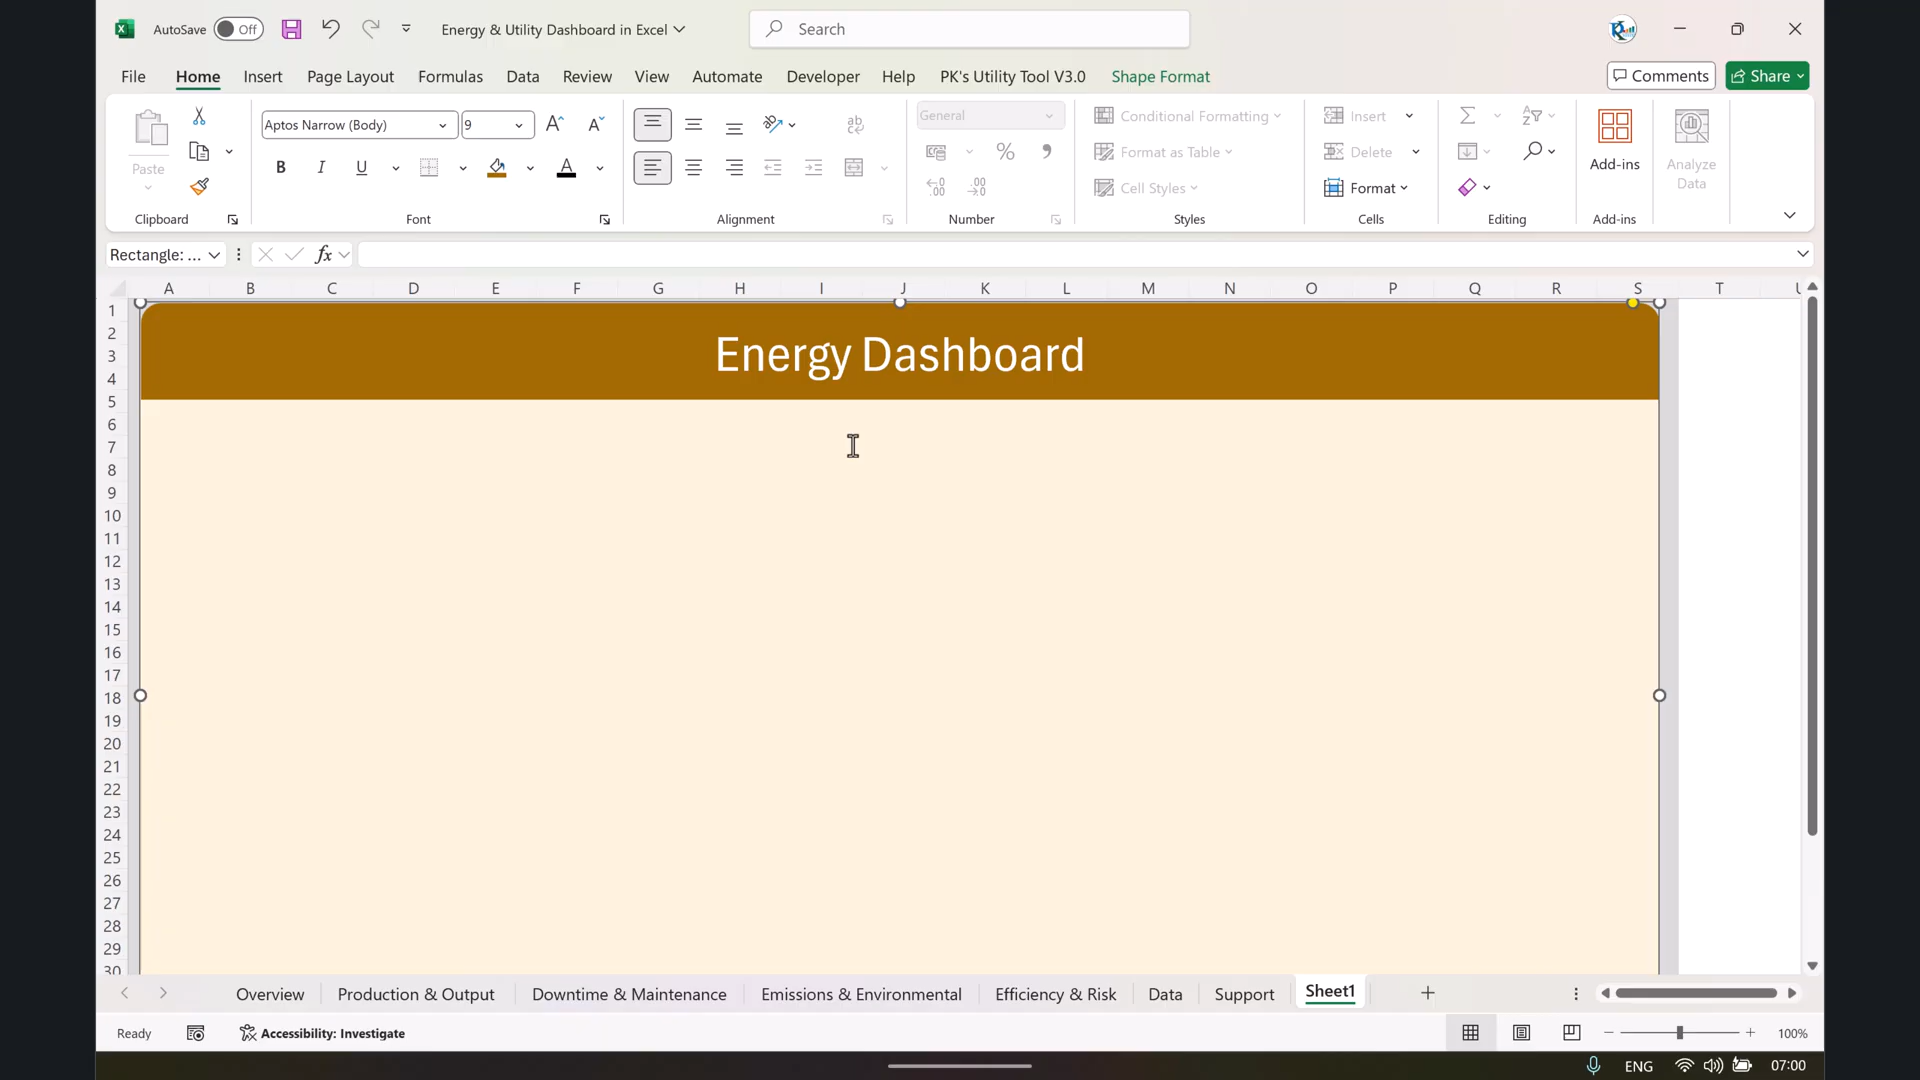 AutoSave Off Energy & Utility Dashboard in Excel Search
File Home Insert Page Layout Formulas Data Review View Automate Developer Help PK's Utility Tool V3.0 Shape Format Comments Share
Paste
Aptos Narrow (Body) 9
General
Conditional Formatting
Format as Table
Cell Styles
Insert
Delete
Format
Add-ins
Analyze
Data
Clipboard Font Alignment Number Styles Cells Editing Add-ins
Rectangle: ... fx
A B C D E F G H I J K L M N O P Q R S T
1
2
3
4
5
6
7
8
9
10
11
12
13
14
15
16
17
18
19
20
21
22
23
24
25
26
27
28
29
30
Energy Dashboard
Overview Production & Output Downtime & Maintenance Emissions & Environmental Efficiency & Risk Data Support Sheet1
Ready Accessibility: Investigate 100%
ENG 07:00